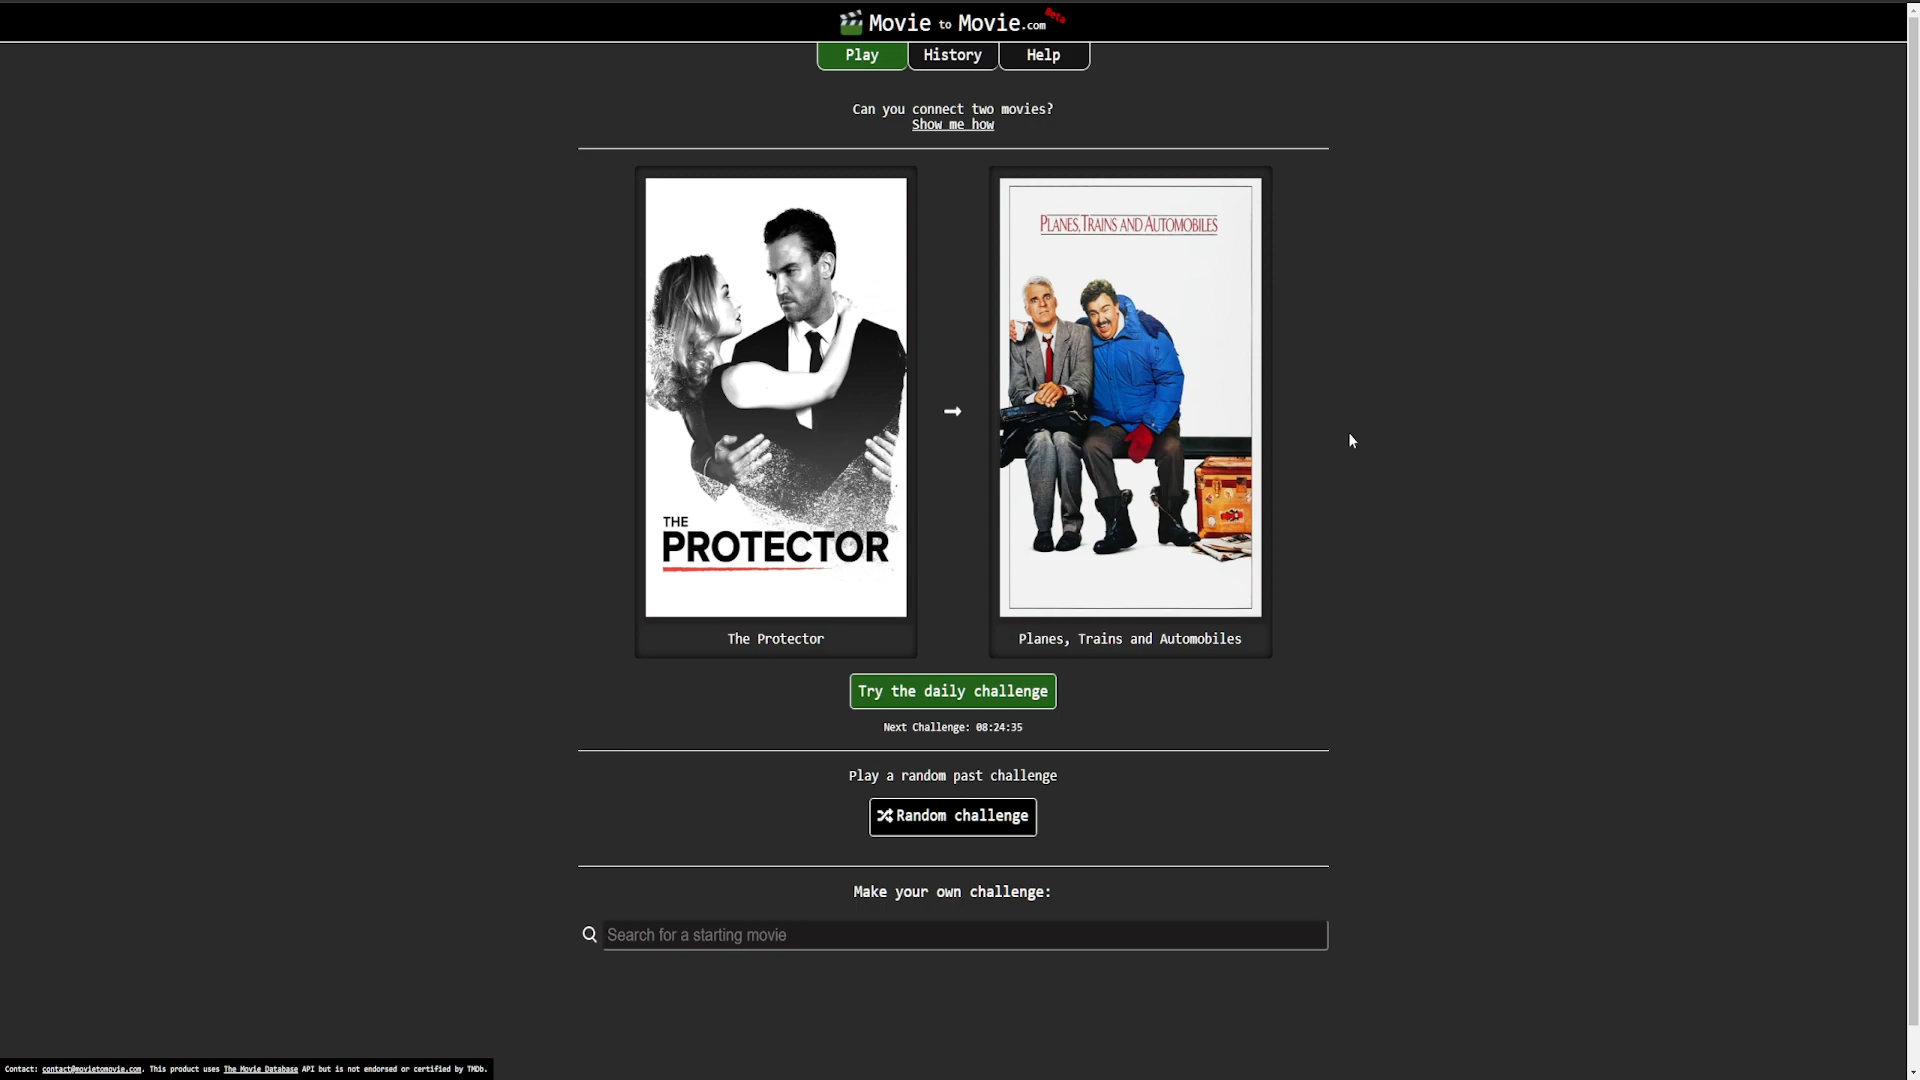 Movie to Movie.com Beta
Play History Help
Can you connect two movies?
Show me how
THE
PROTECTOR
The Protector
PLANES, TRAINS AND AUTOMOBILES
Planes, Trains and Automobiles
Try the daily challenge
Next Challenge: 08:24:35
Play a random past challenge
Random challenge
Make your own challenge:
Search for a starting movie
Contact: contact@movietomovie.com. This product uses The Movie Database API but is not endorsed or certified by TMDb.